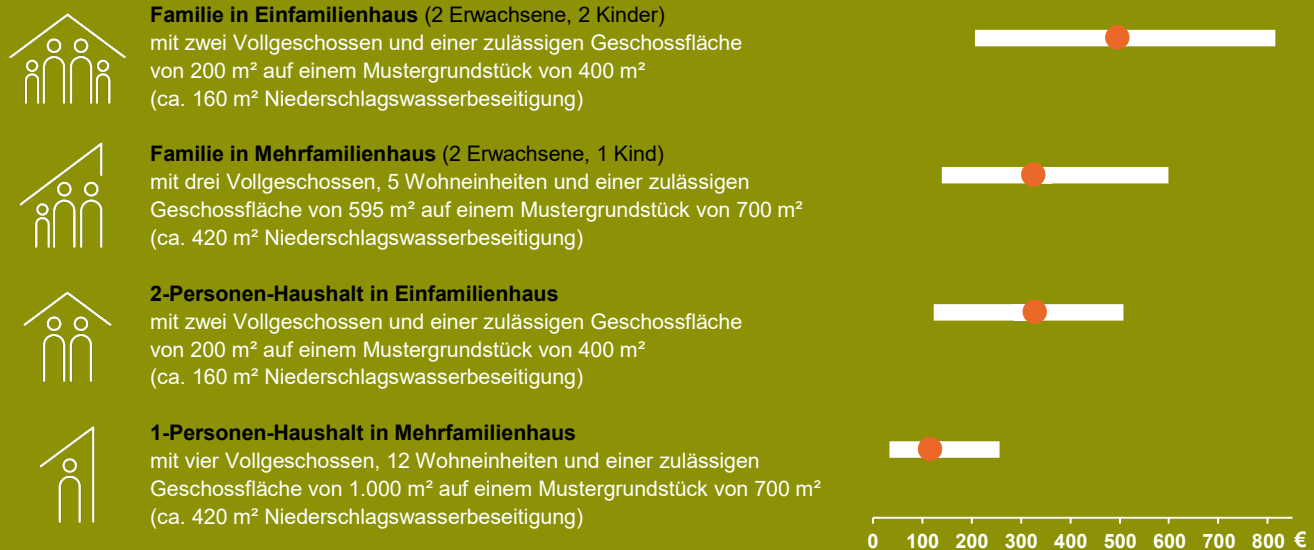 Familie in Einfamilienhaus (2 Erwachsene, 2 Kinder)
mit zwei Vollgeschossen und einer zulässigen Geschossfläche
von 200 m² auf einem Mustergrundstück von 400 m²
(ca. 160 m² Niederschlagswasserbeseitigung)
Familie in Mehrfamilienhaus (2 Erwachsene, 1 Kind)
mit drei Vollgeschossen, 5 Wohneinheiten und einer zulässigen
Geschossfläche von 595 m² auf einem Mustergrundstück von 700 m²
(ca. 420 m² Niederschlagswasserbeseitigung)
2-Personen-Haushalt in Einfamilienhaus
mit zwei Vollgeschossen und einer zulässigen Geschossfläche
von 200 m² auf einem Mustergrundstück von 400 m²
(ca. 160 m² Niederschlagswasserbeseitigung)
1-Personen-Haushalt in Mehrfamilienhaus
mit vier Vollgeschossen, 12 Wohneinheiten und einer zulässigen
Geschossfläche von 1.000 m² auf einem Mustergrundstück von 700 m²
(ca. 420 m² Niederschlagswasserbeseitigung)
0 100 200 300 400 500 600 700 800 €